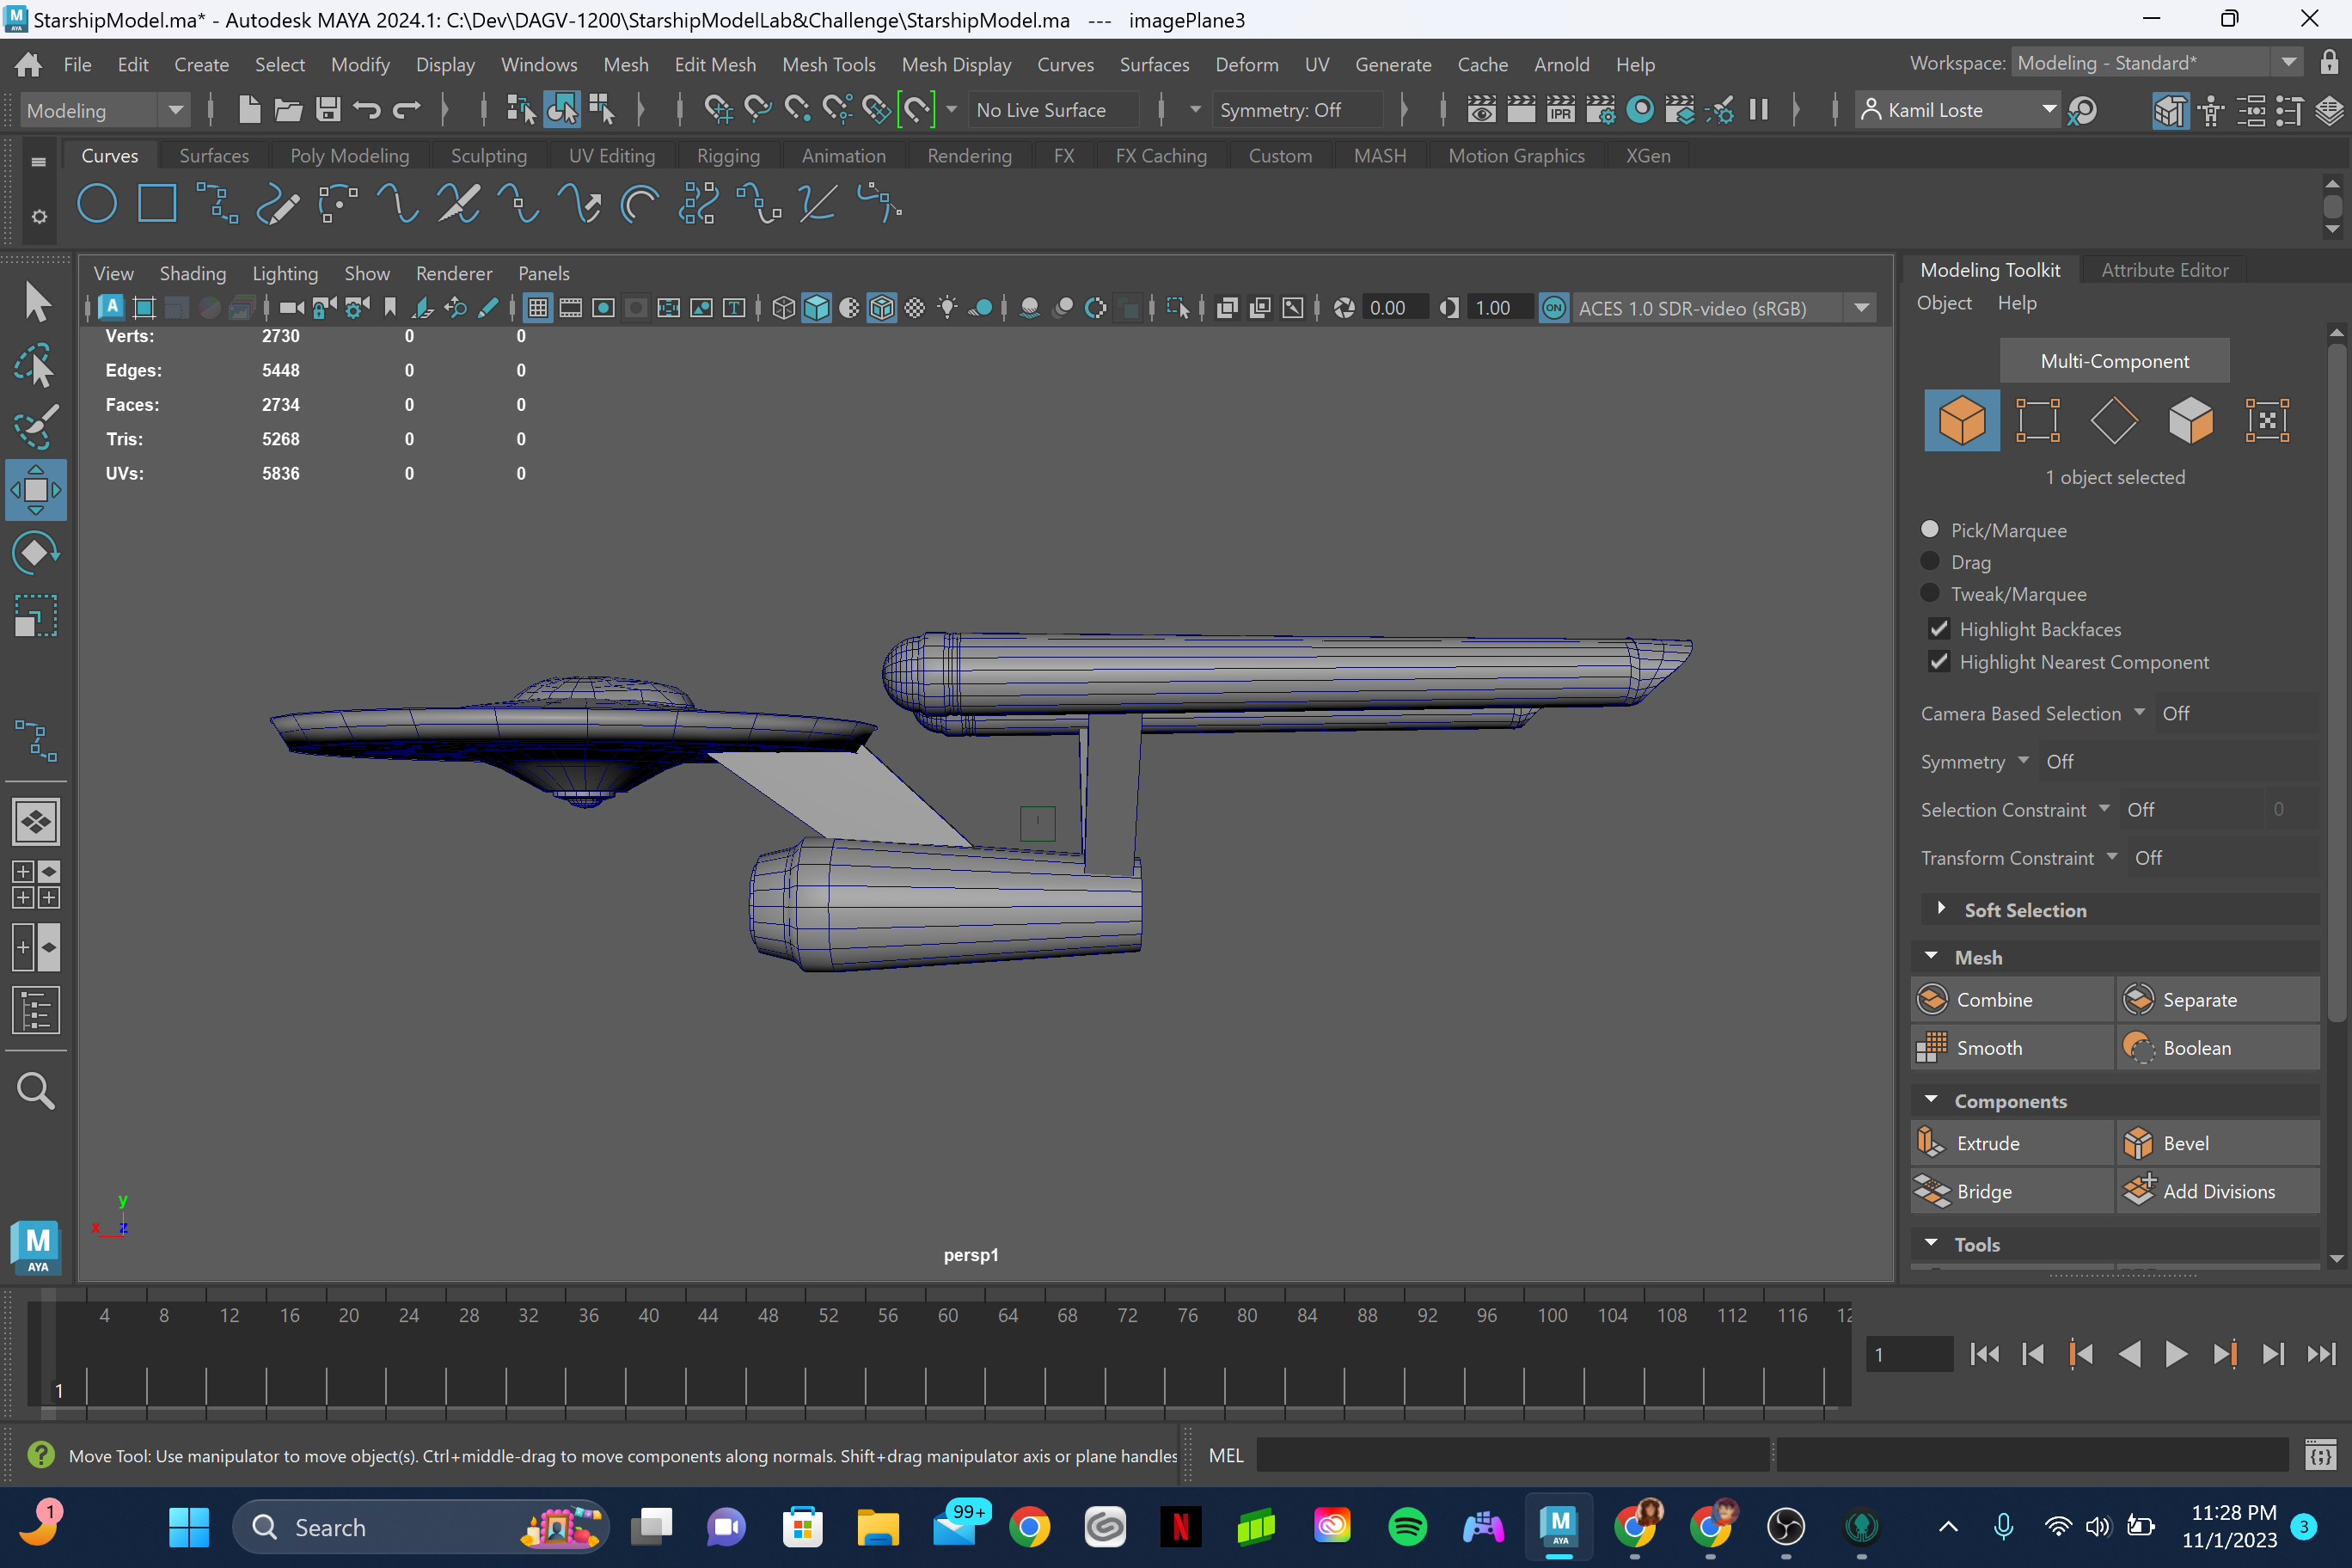 StarshipModel.ma* - Autodesk MAYA 2024.1: C:\Dev\DAGV-1200\StarshipModelLab&Challenge\StarshipModel.ma --- imagePlane3
File Edit Create Select Modify Display Windows Mesh Edit Mesh Mesh Tools Mesh Display Curves Surfaces Deform UV Generate Cache Arnold Help
Workspace: Modeling - Standard*
Modeling
No Live Surface
Symmetry: Off
IPR
Kamil Loste
Curves Surfaces Poly Modeling Sculpting UV Editing Rigging Animation Rendering FX FX Caching Custom MASH Motion Graphics XGen
View Shading Lighting Show Renderer Panels
0.00
1.00
ON
ACES 1.0 SDR-video (sRGB)
Verts: 2730 0 0
Edges: 5448 0 0
Faces: 2734 0 0
Tris: 5268 0 0
UVs: 5836 0 0
y
x z
persp1
Modeling Toolkit Attribute Editor
Object Help
Multi-Component
1 object selected
Pick/Marquee
Drag
Tweak/Marquee
Highlight Backfaces
Highlight Nearest Component
Camera Based Selection Off
Symmetry Off
Selection Constraint Off 0
Transform Constraint Off
Soft Selection
Mesh
Combine Separate
Smooth Boolean
Components
Extrude Bevel
Bridge Add Divisions
Tools
M
AYA
4 8 12 16 20 24 28 32 36 40 44 48 52 56 60 64 68 72 76 80 84 88 92 96 100 104 108 112 116 12
1
1
Move Tool: Use manipulator to move object(s). Ctrl+middle-drag to move components along normals. Shift+drag manipulator axis or plane handles
MEL
1
Search
99+
N
M
AYA
11:28 PM
11/1/2023
3